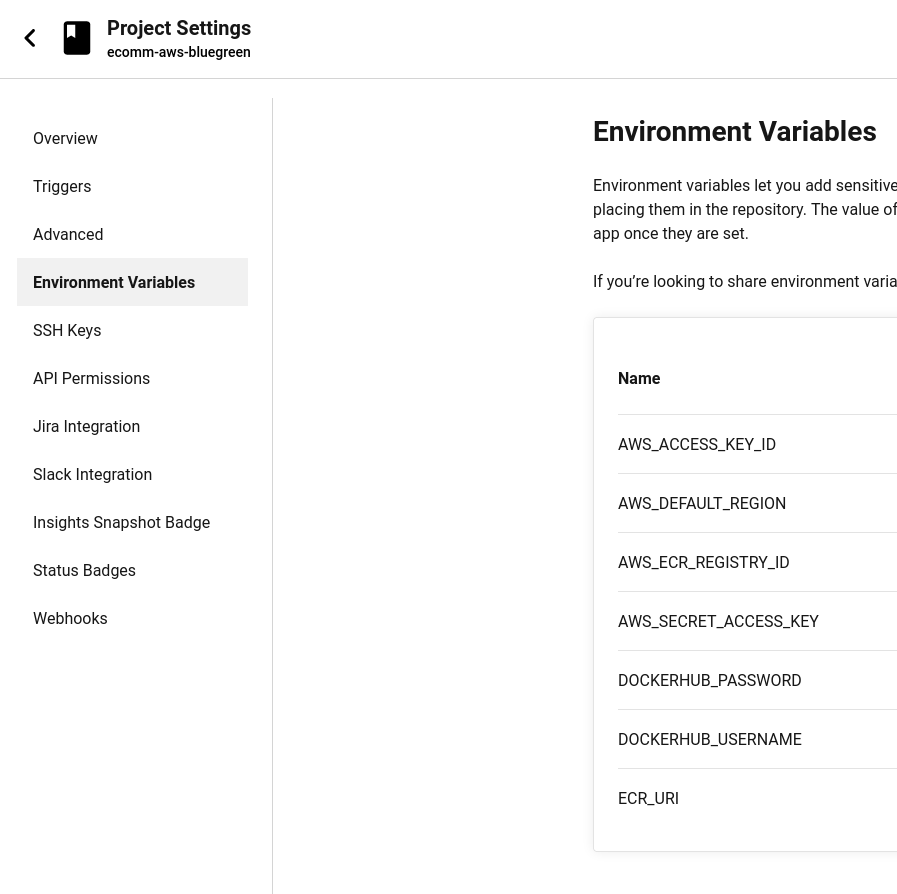 Project Settings
ecomm-aws-bluegreen
Overview
Triggers
Advanced
Environment Variables
SSH Keys
API Permissions
Jira Integration
Slack Integration
Insights Snapshot Badge
Status Badges
Webhooks
Environment Variables
Environment variables let you add sensitive
placing them in the repository. The value of
app once they are set.
If you’re looking to share environment varia
Name
AWS_ACCESS_KEY_ID
AWS_DEFAULT_REGION
AWS_ECR_REGISTRY_ID
AWS_SECRET_ACCESS_KEY
DOCKERHUB_PASSWORD
DOCKERHUB_USERNAME
ECR_URI